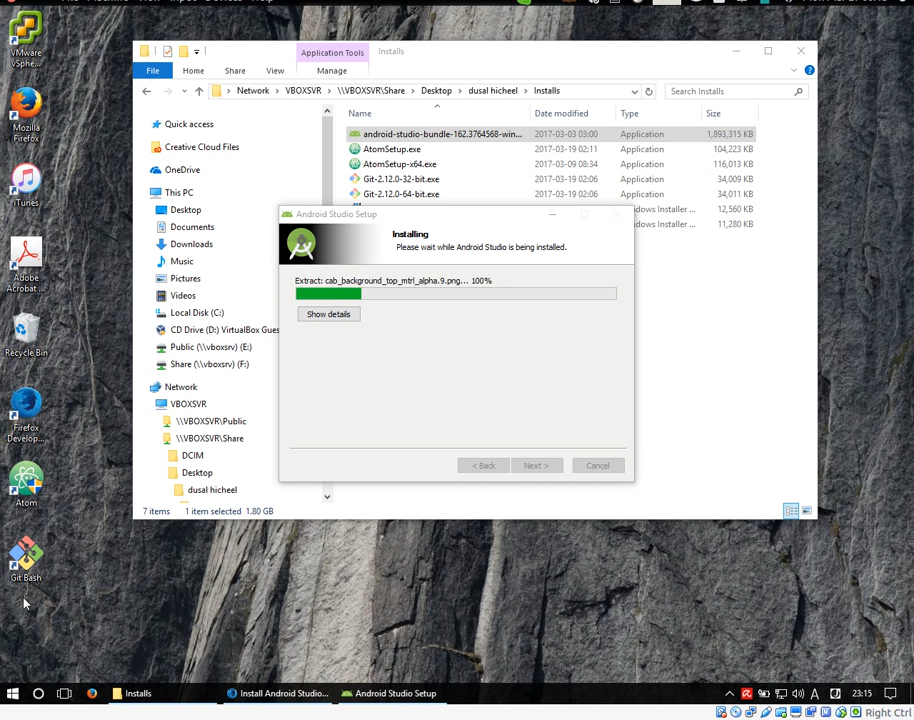 VMware
vSphe...
Mozilla
Firefox
iTunes
Adobe
Acrobat ...
Recycle Bin
Firefox
Develop...
Atom
Git Bash
Application Tools
Installs
File
Home
Share
View
Manage
Network
VBOXSVR
\\VBOXSVR\Share
Desktop
dusal hicheel
Installs
Search Installs
Quick access
Creative Cloud Files
OneDrive
This PC
Desktop
Documents
Downloads
Music
Pictures
Videos
Local Disk (C:)
CD Drive (D:) VirtualBox Gues
Public (\\vboxsrv) (E:)
Share (\\vboxsrv) (F:)
Network
VBOXSVR
\\VBOXSVR\Public
\\VBOXSVR\Share
DCIM
Desktop
dusal hicheel
Name Date modified Type Size
android-studio-bundle-162.3764568-win... 2017-03-03 03:00 Application 1,893,315 KB
AtomSetup.exe 2017-03-19 02:11 Application 104,223 KB
AtomSetup-x64.exe 2017-03-09 08:34 Application 116,013 KB
Git-2.12.0-32-bit.exe 2017-03-19 02:06 Application 34,009 KB
Git-2.12.0-64-bit.exe 2017-03-19 02:06 Application 34,011 KB
ndows Installer ... 12,560 KB
ndows Installer ... 11,280 KB
Android Studio Setup
Installing
Please wait while Android Studio is being installed.
Extract: cab_background_top_mtrl_alpha.9.png... 100%
Show details
< Back
Next >
Cancel
7 items
1 item selected 1.80 GB
Installs
Install Android Studio...
Android Studio Setup
A
23:15
Right Ctrl